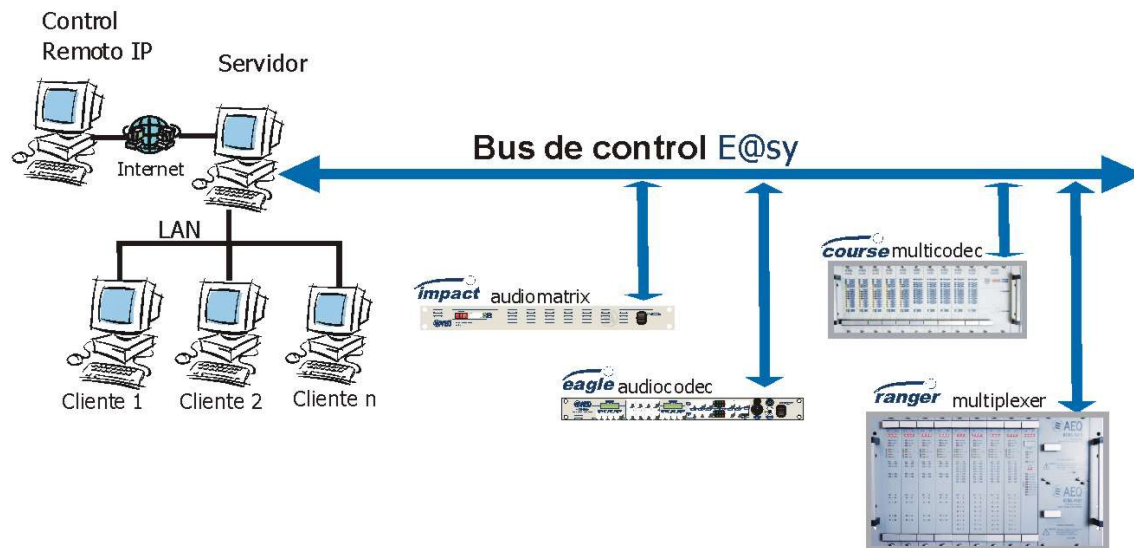 Control
Remoto IP
Servidor
Internet
Bus de control E@sy
LAN
Cliente 1
Cliente 2
Cliente n
impact audiomatrix
eagle audiocodec
course multicodec
ranger multiplexer
AEQ
AEQ